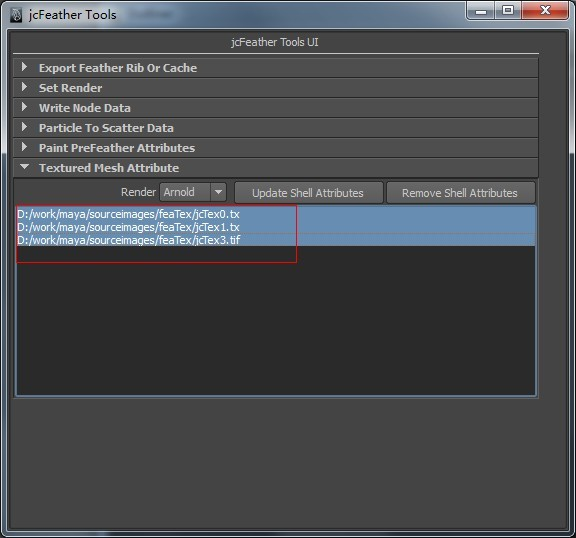 jcFeather Tools
jcFeather Tools UI
Export Feather Rib Or Cache
Set Render
Write Node Data
Particle To Scatter Data
Paint PreFeather Attributes
Textured Mesh Attribute
Render Arnold Update Shell Attributes Remove Shell Attributes
D:/work/maya/sourceimages/feaTex/jcTex0.tx
D:/work/maya/sourceimages/feaTex/jcTex1.tx
D:/work/maya/sourceimages/feaTex/jcTex3.tif